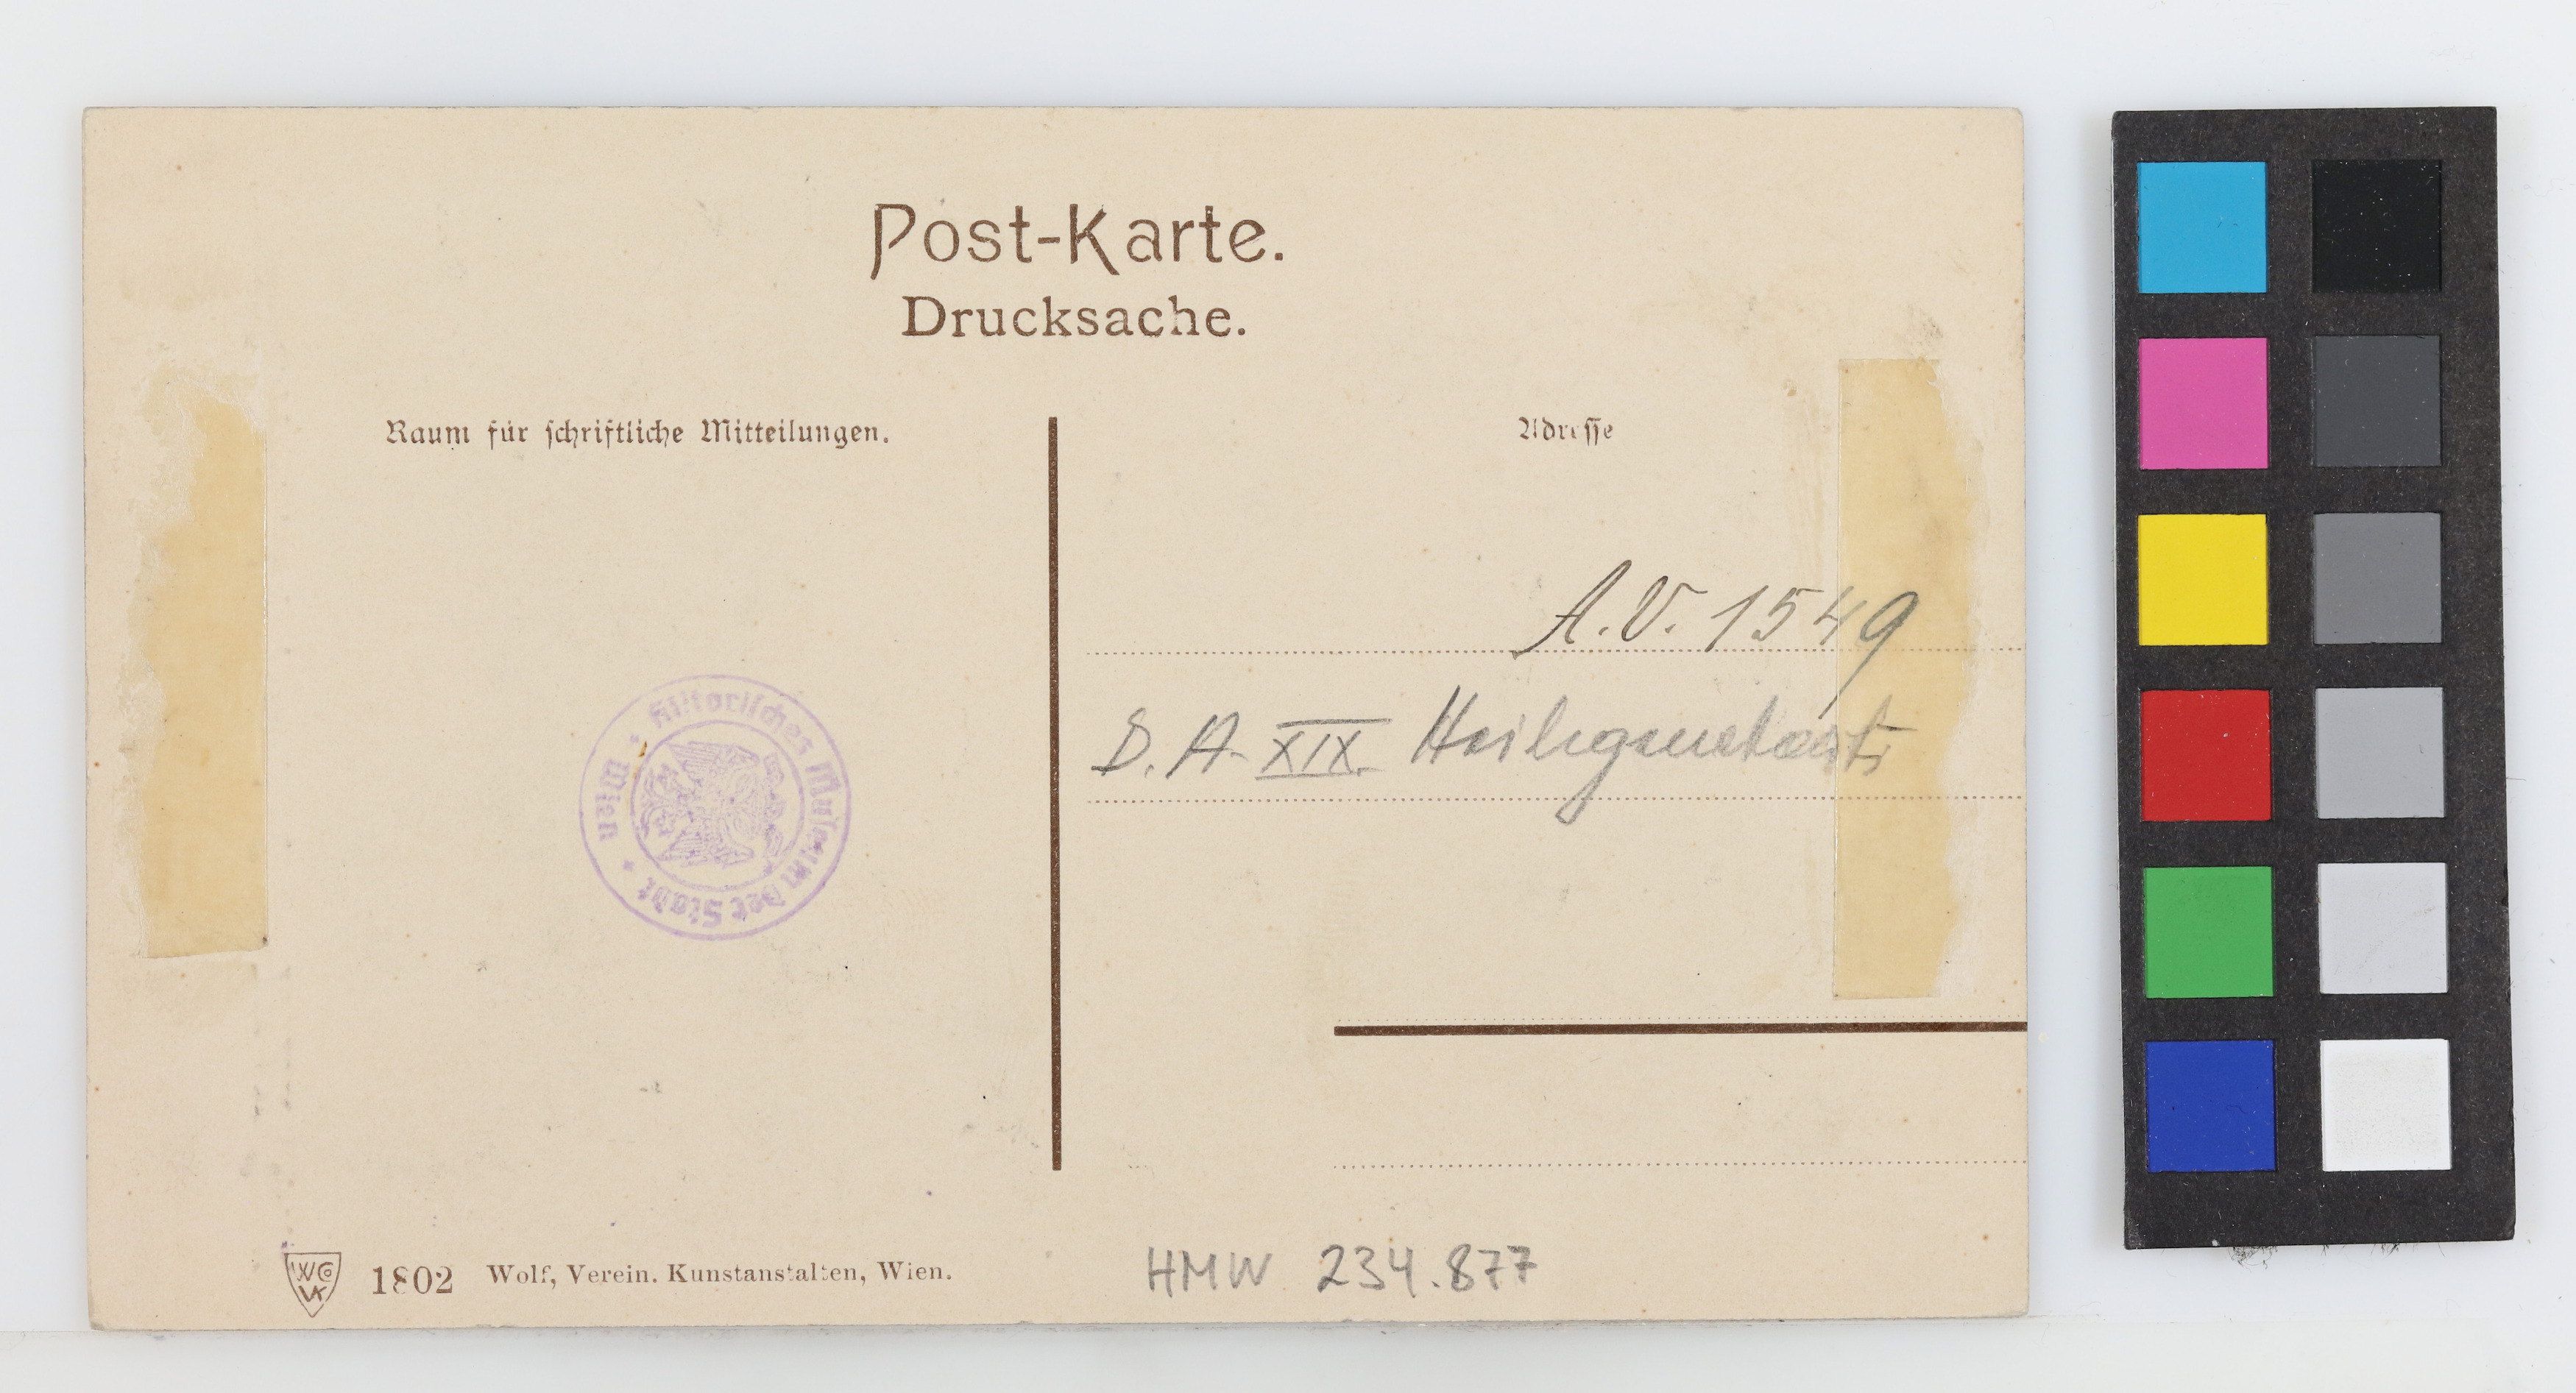 Post-Karte.
Drucksache.
Raum für schriftliche Mitteilungen.
Adresse
A.V. 1549
D. A. XIX. Heiligenstadt
Historisches Museum der Stadt Wien
1802 Wolf, Verein. Kunstanstalten, Wien.
HMW 234.877